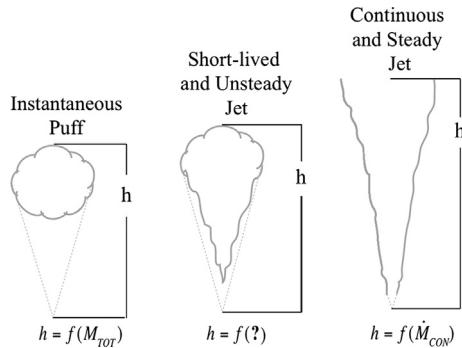 Instantaneous
Puff
h
h = f(M_TOT)
Short-lived
and Unsteady
Jet
h
h = f(?)
Continuous
and Steady
Jet
h
h = f(Ṁ_CON)